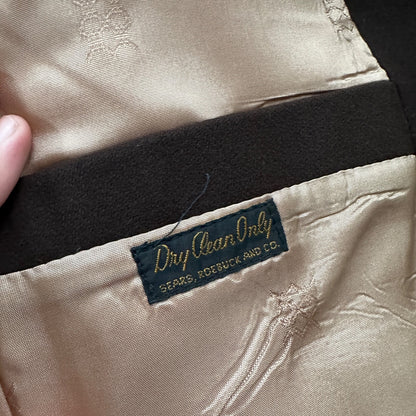 Dry Clean Only
SEARS, ROEBUCK AND CO.